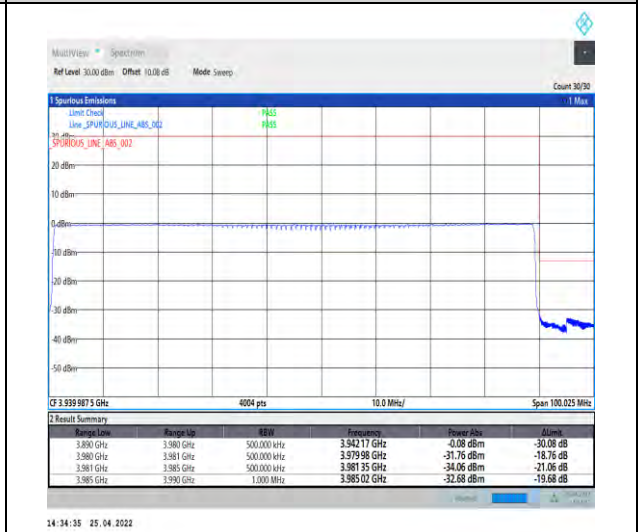 MultiView Spectrum
Ref Level 30.00 dBm Offset 10.08 dB Mode Sweep
Count 30/30
1 Spurious Emissions 1 Max
Limit Check PASS
Line _SPURIOUS_LINE_ABS_002 PASS
30 dBm
_SPURIOUS_LINE_ABS_002
20 dBm
10 dBm
0 dBm
-10 dBm
-20 dBm
-30 dBm
-40 dBm
-50 dBm
CF 3.939 987 5 GHz 4004 pts 10.0 MHz/ Span 100.025 MHz
2 Result Summary
Range Low Range Up RBW Frequency Power Abs ΔLimit
3.890 GHz 3.980 GHz 500.000 kHz 3.942 17 GHz -0.08 dBm -30.08 dB
3.980 GHz 3.981 GHz 500.000 kHz 3.979 98 GHz -31.76 dBm -18.76 dB
3.981 GHz 3.985 GHz 500.000 kHz 3.981 35 GHz -34.06 dBm -21.06 dB
3.985 GHz 3.990 GHz 1.000 MHz 3.985 02 GHz -32.68 dBm -19.68 dB
14:34:35 25.04.2022